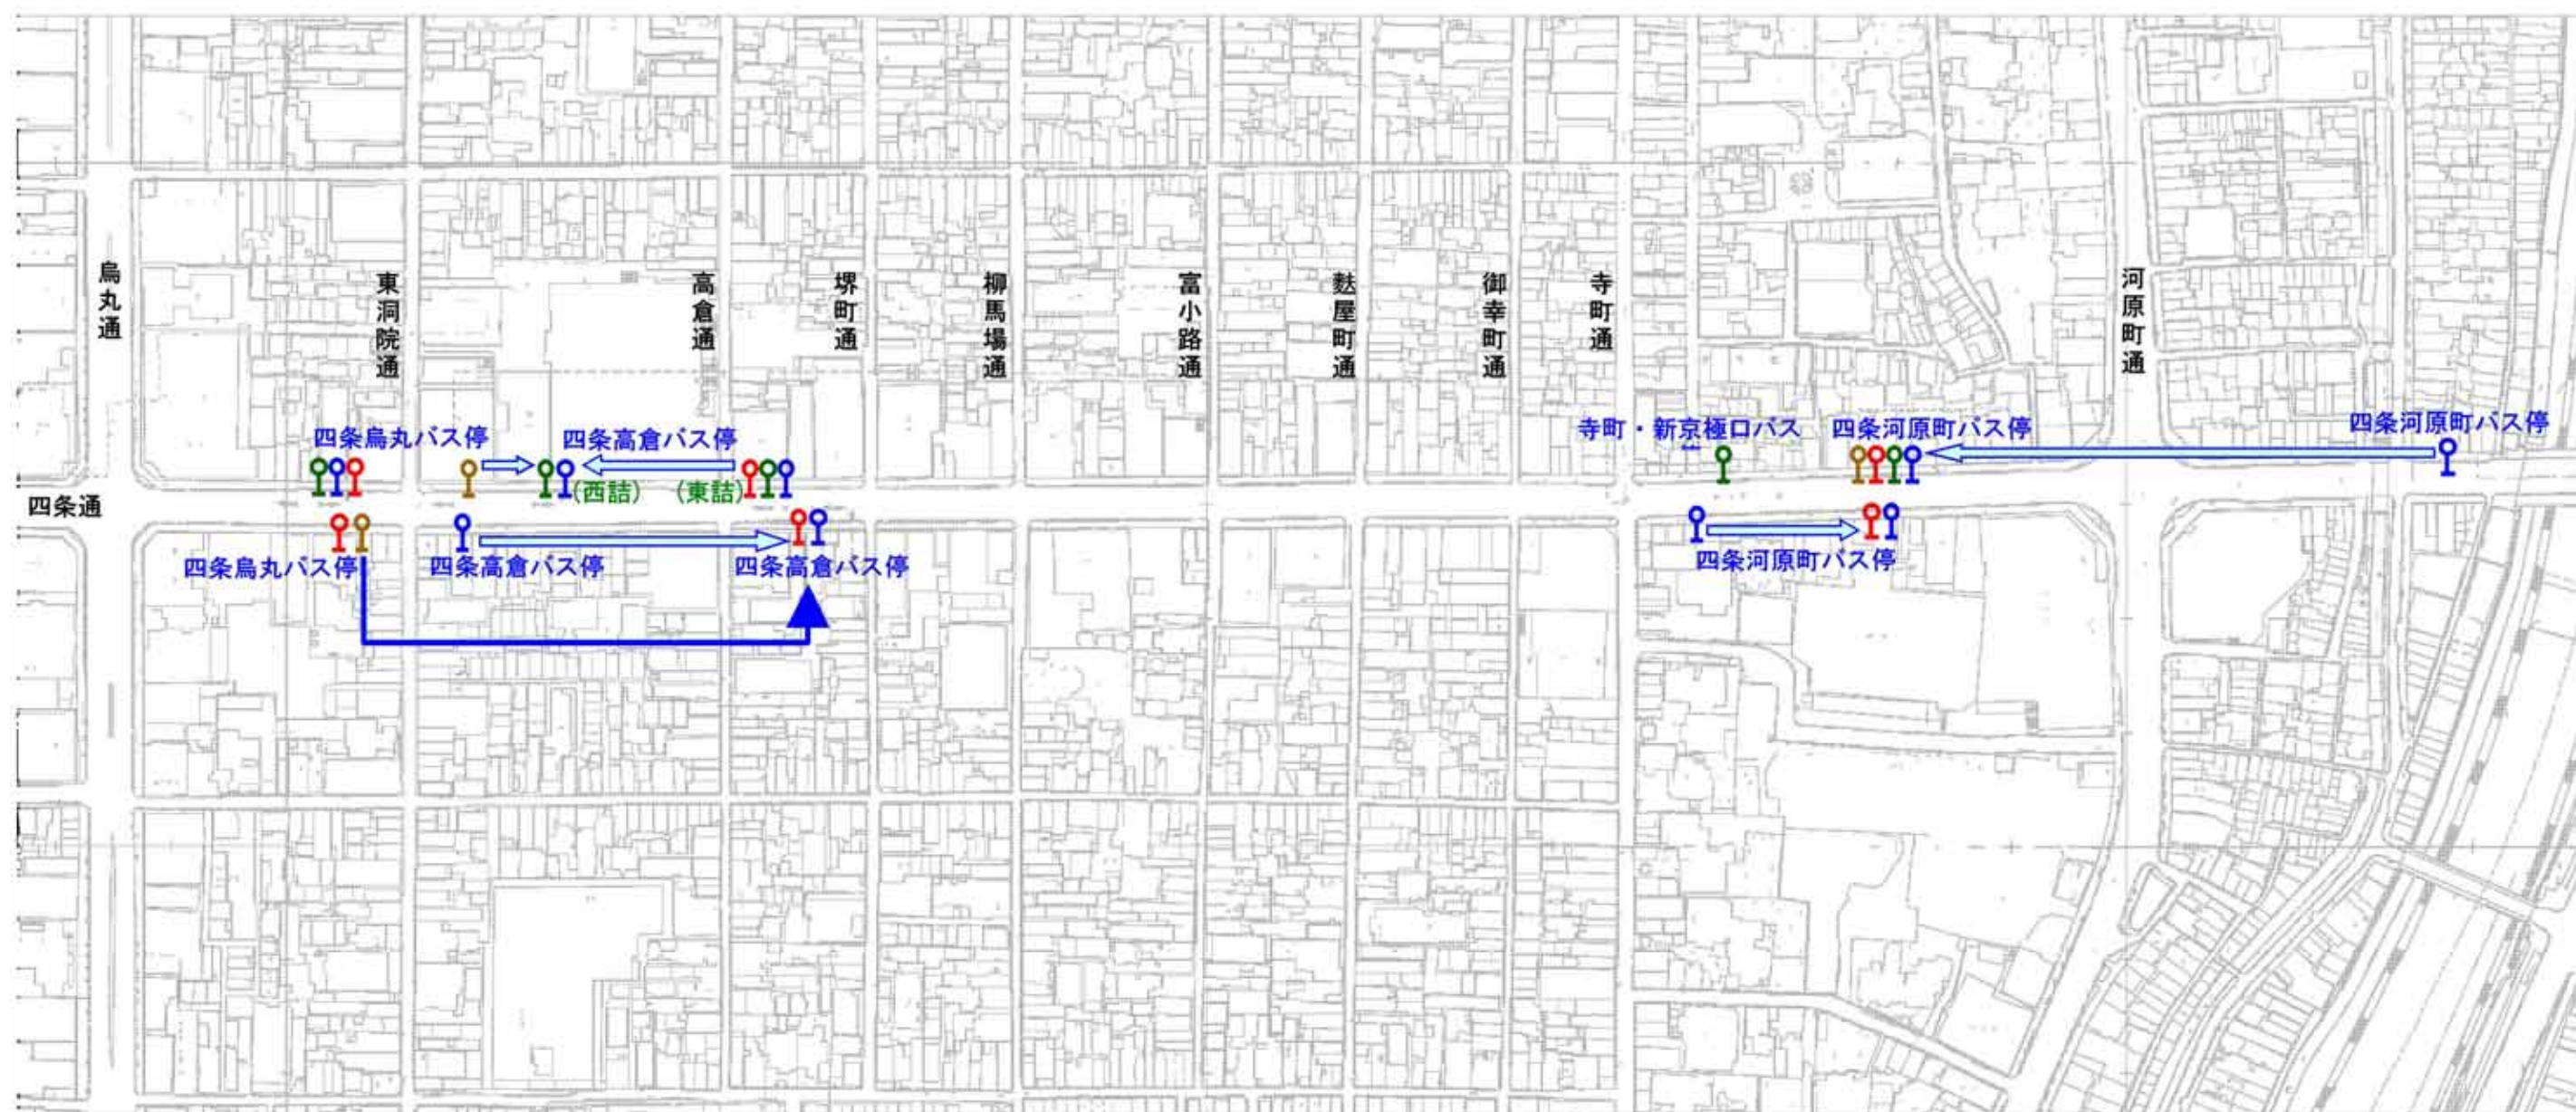 烏丸通
東洞院通
高倉通
堺町通
柳馬場通
富小路通
麩屋町通
御幸町通
寺町通
河原町通
四条烏丸バス停
四条高倉バス停
寺町・新京極口バス
四条河原町バス停
四条河原町バス停
(西詰)
(東詰)
四条通
四条烏丸バス停
四条高倉バス停
四条高倉バス停
四条河原町バス停